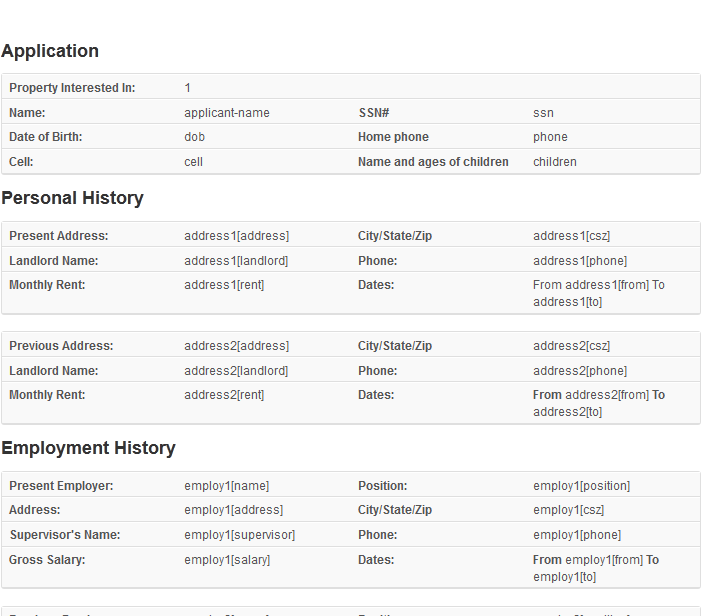 Application
Property Interested In: 1
Name: applicant-name SSN# ssn
Date of Birth: dob Home phone phone
Cell: cell Name and ages of children children
Personal History
Present Address: address1[address] City/State/Zip address1[csz]
Landlord Name: address1[landlord] Phone: address1[phone]
Monthly Rent: address1[rent] Dates: From address1[from] To
address1[to]
Previous Address: address2[address] City/State/Zip address2[csz]
Landlord Name: address2[landlord] Phone: address2[phone]
Monthly Rent: address2[rent] Dates: From address2[from] To
address2[to]
Employment History
Present Employer: employ1[name] Position: employ1[position]
Address: employ1[address] City/State/Zip employ1[csz]
Supervisor's Name: employ1[supervisor] Phone: employ1[phone]
Gross Salary: employ1[salary] Dates: From employ1[from] To
employ1[to]